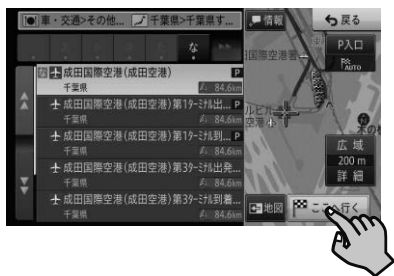 車・交通>その他... 千葉県>千葉県す...
情報
戻る
な
P入口
AUTO
成田国際空港(成田空港) P
千葉県 84.6km
成田国際空港(成田空港)第1ﾀｰﾐﾅﾙ出... P
千葉県 84.6km
成田国際空港(成田空港)第1ﾀｰﾐﾅﾙ到... P
千葉県 84.6km
成田国際空港(成田空港)第3ﾀｰﾐﾅﾙ出発...
千葉県 84.6km
成田国際空港(成田空港)第3ﾀｰﾐﾅﾙ到着...
千葉県 84.6km
広域
200m
詳細
地図
ここへ行く